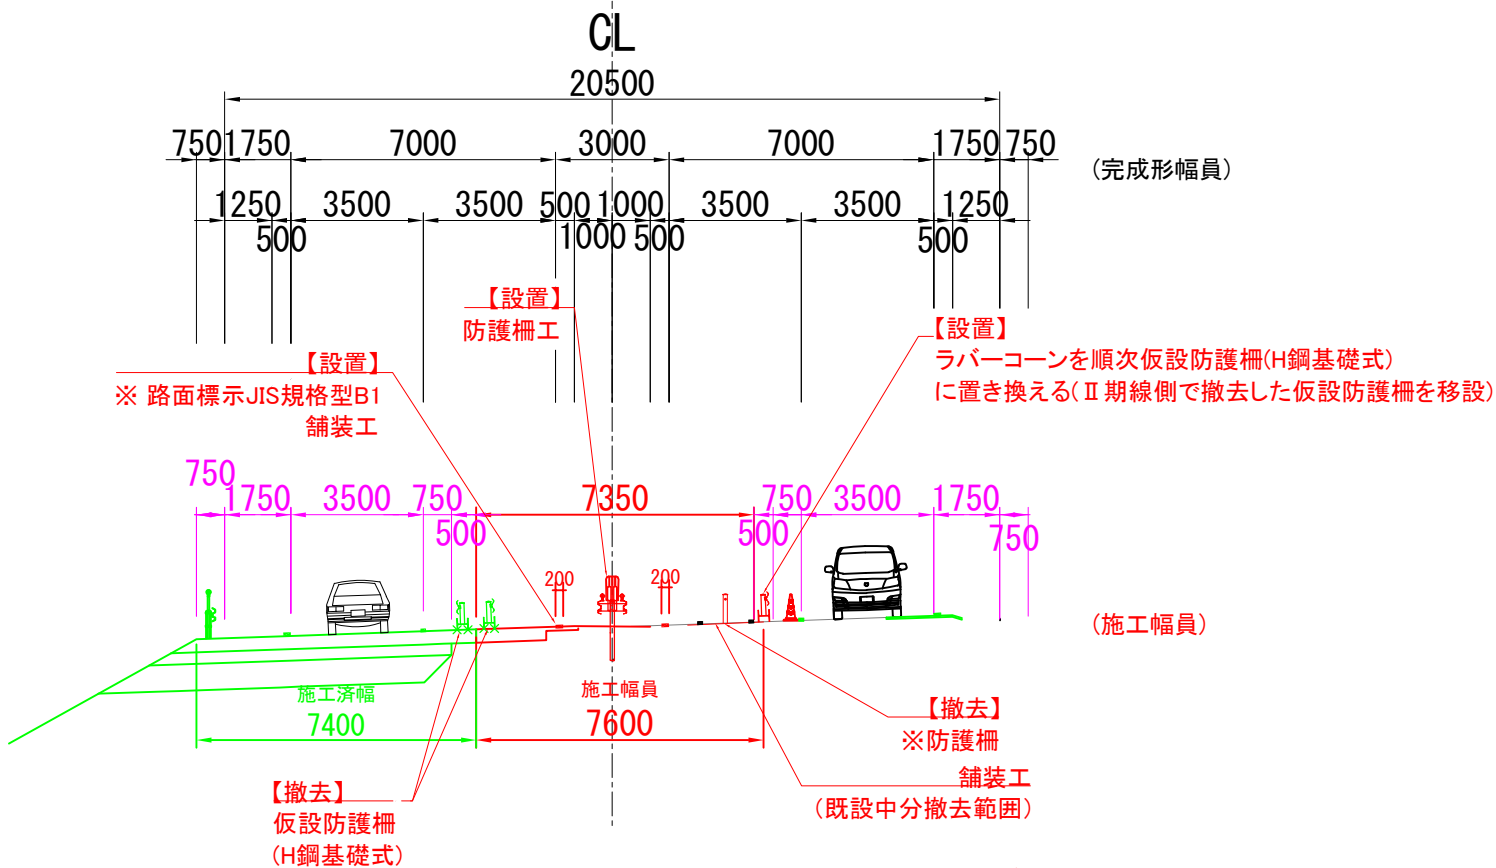 CL
20500
750 1750 7000 3000 7000 1750 750
(完成形幅員)
1250 3500 3500 500 1000 3500 3500 1250
500 1000 500 500
【設置】
防護柵工
【設置】
ラバーコーンを順次仮設防護柵(H鋼基礎式)
に置き換える(Ⅱ期線側で撤去した仮設防護柵を移設)
【設置】
※ 路面標示JIS規格型B1
舗装工
750
1750 3500 750 7350 750 3500 1750
500 500 750
200 200
(施工幅員)
施工済幅
7400
施工幅員
7600
【撤去】
※防護柵
舗装工
(既設中分撤去範囲)
【撤去】
仮設防護柵
(H鋼基礎式)